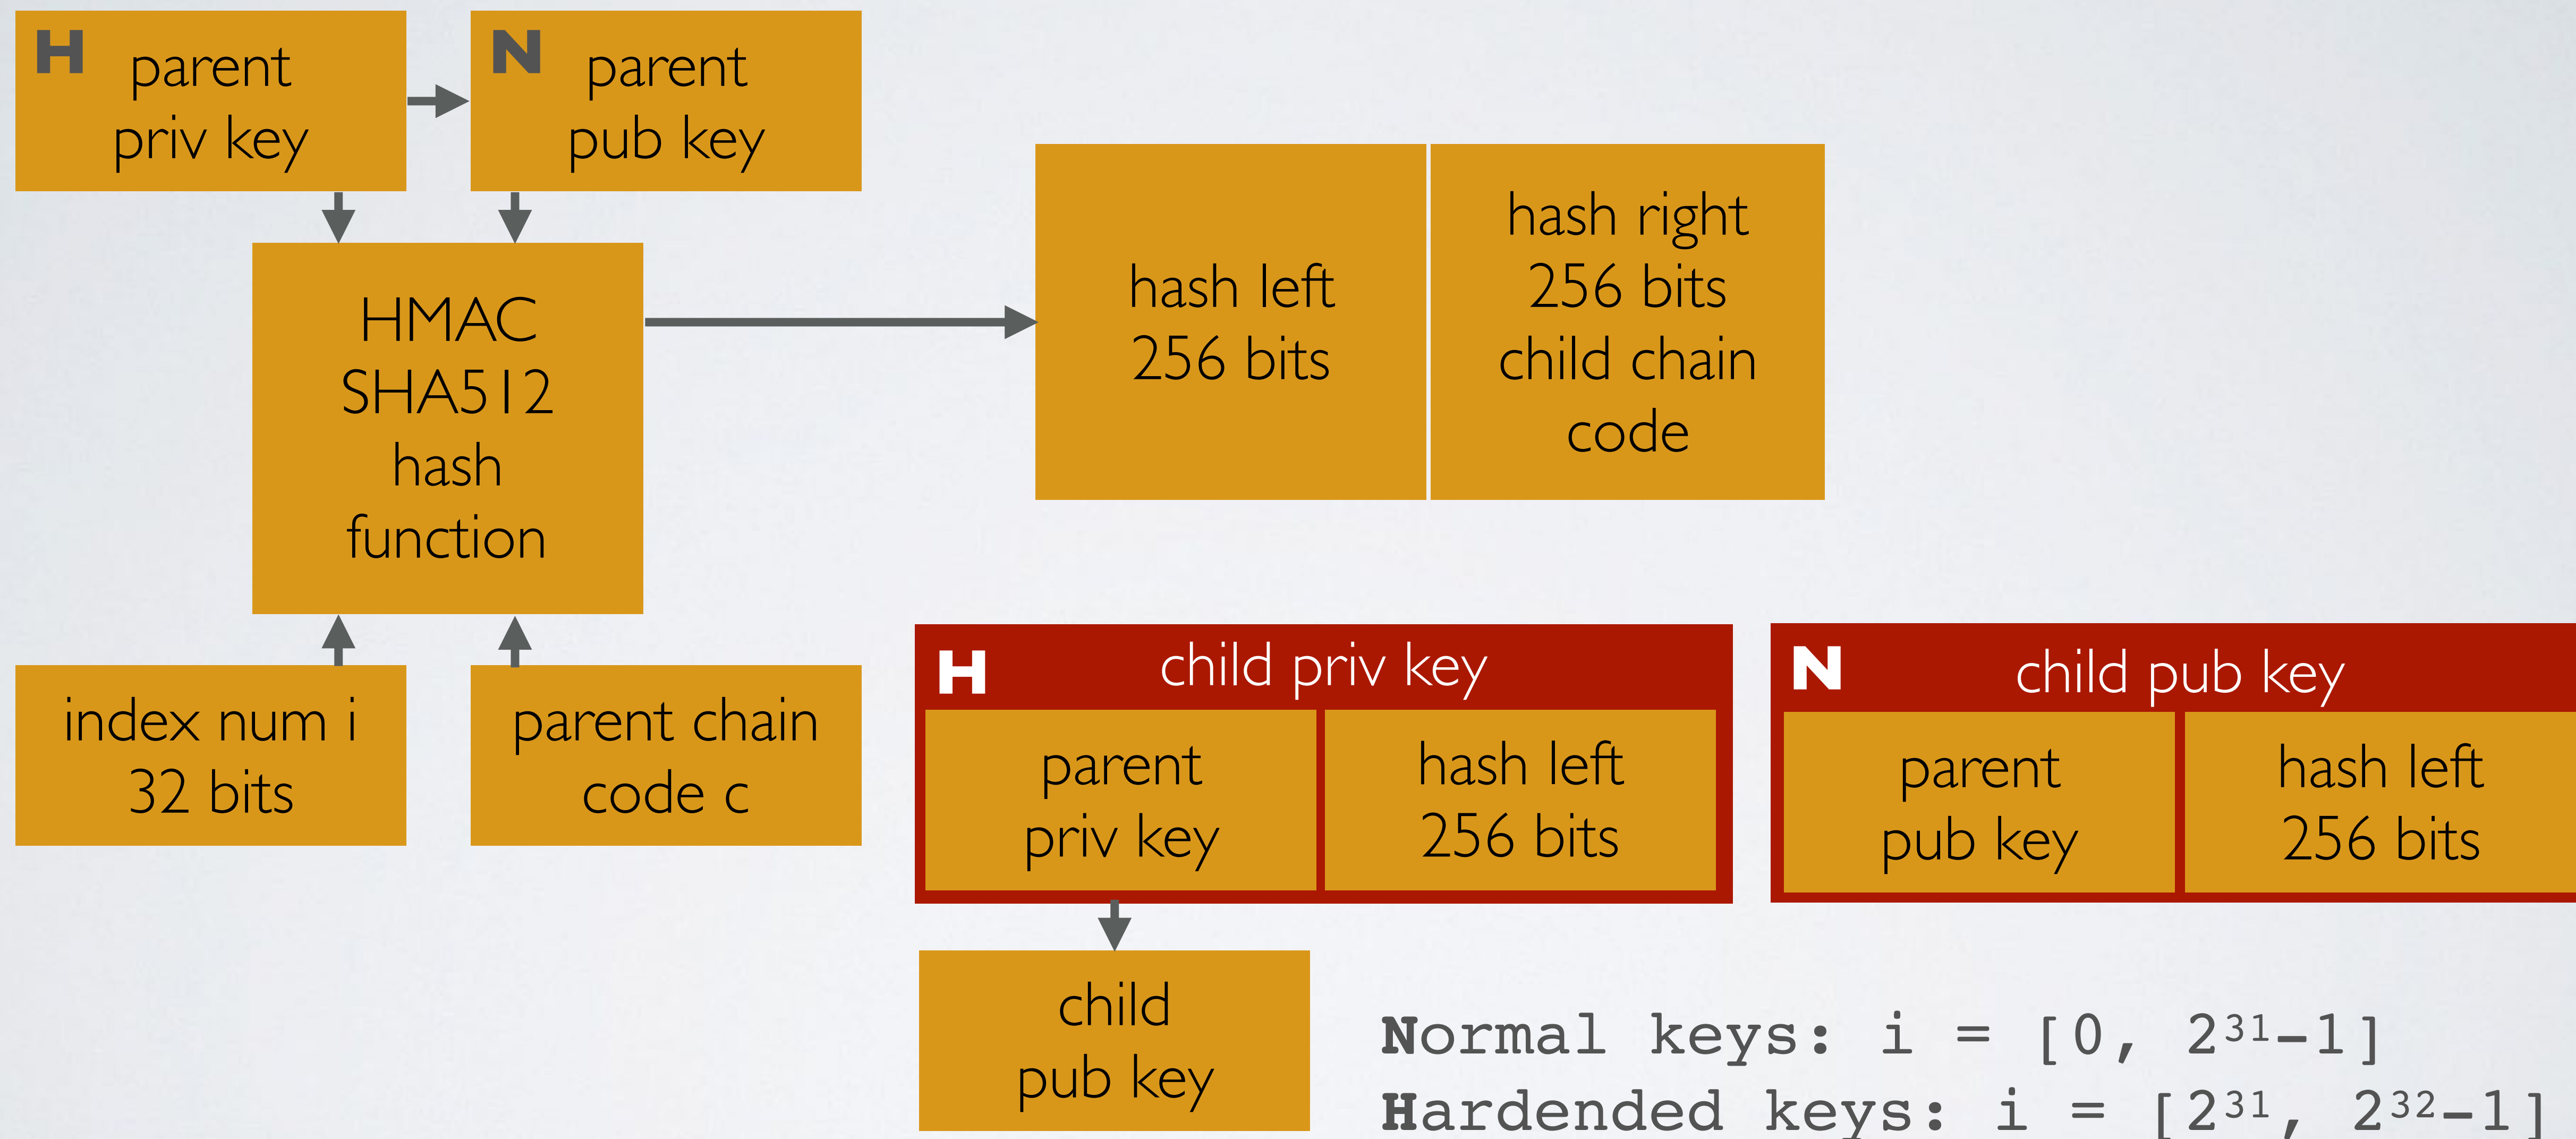 H
parent
priv key
N
parent
pub key
HMAC
SHA512
hash
function
hash left
256 bits
hash right
256 bits
child chain
code
index num i
32 bits
parent chain
code c
H child priv key
parent
priv key
hash left
256 bits
N child pub key
parent
pub key
hash left
256 bits
child
pub key
Normal keys: i = [0, 2³¹-1]
Hardended keys: i = [2³¹, 2³²-1]